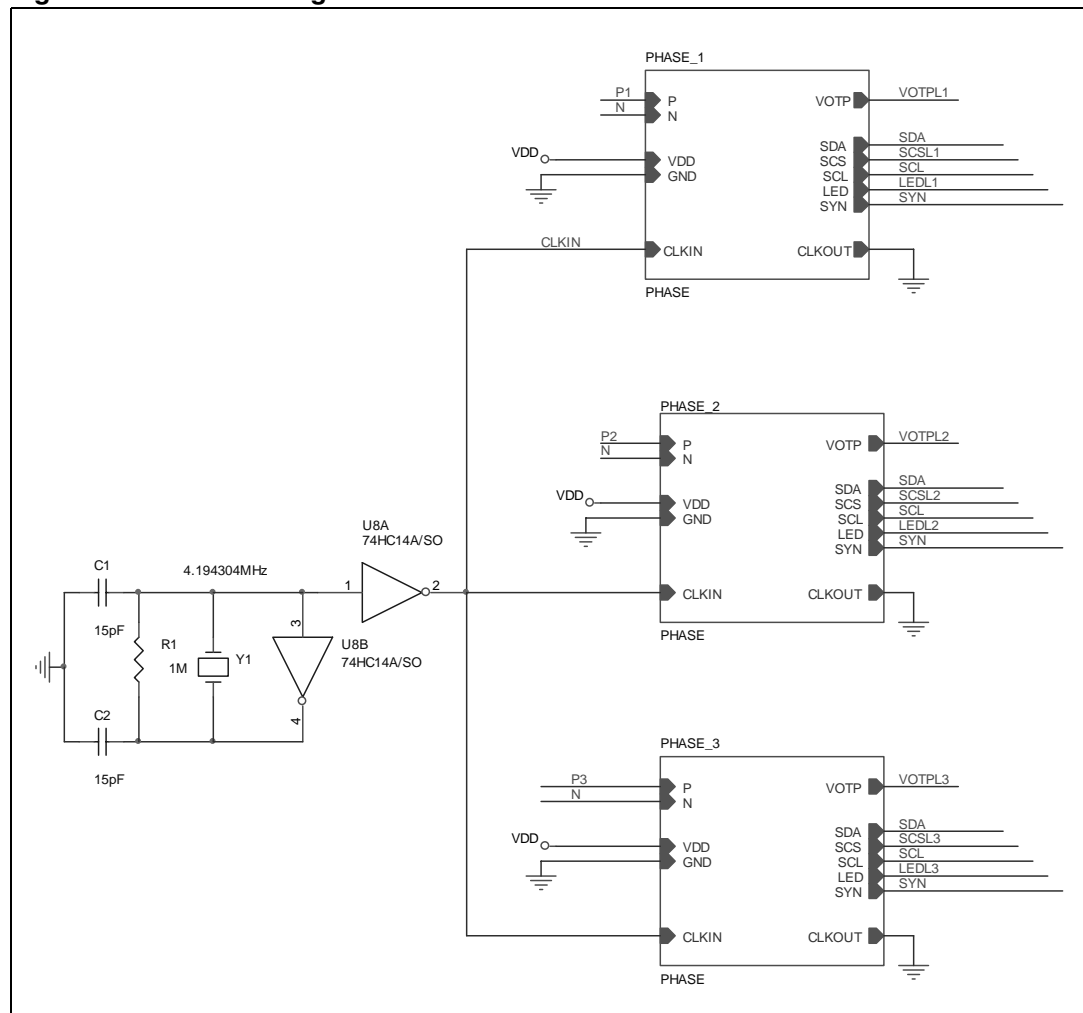 PHASE_1
P1
P
N
N
VOTP
VOTPL1
VDD
VDD
GND
SDA
SDA
SCS
SCSL1
SCL
SCL
LED
LEDL1
SYN
SYN
CLKIN
CLKIN
CLKOUT
PHASE
PHASE_2
P2
P
N
N
VOTP
VOTPL2
VDD
VDD
GND
SDA
SDA
SCS
SCSL2
SCL
SCL
LED
LEDL2
SYN
SYN
CLKIN
CLKOUT
PHASE
U8A
74HC14A/SO
C1
4.194304MHz
1
2
15pF
3
R1
1M
Y1
U8B
74HC14A/SO
C2
4
15pF
PHASE_3
P3
P
N
N
VOTP
VOTPL3
VDD
VDD
GND
SDA
SDA
SCS
SCSL3
SCL
SCL
LED
LEDL3
SYN
SYN
CLKIN
CLKOUT
PHASE